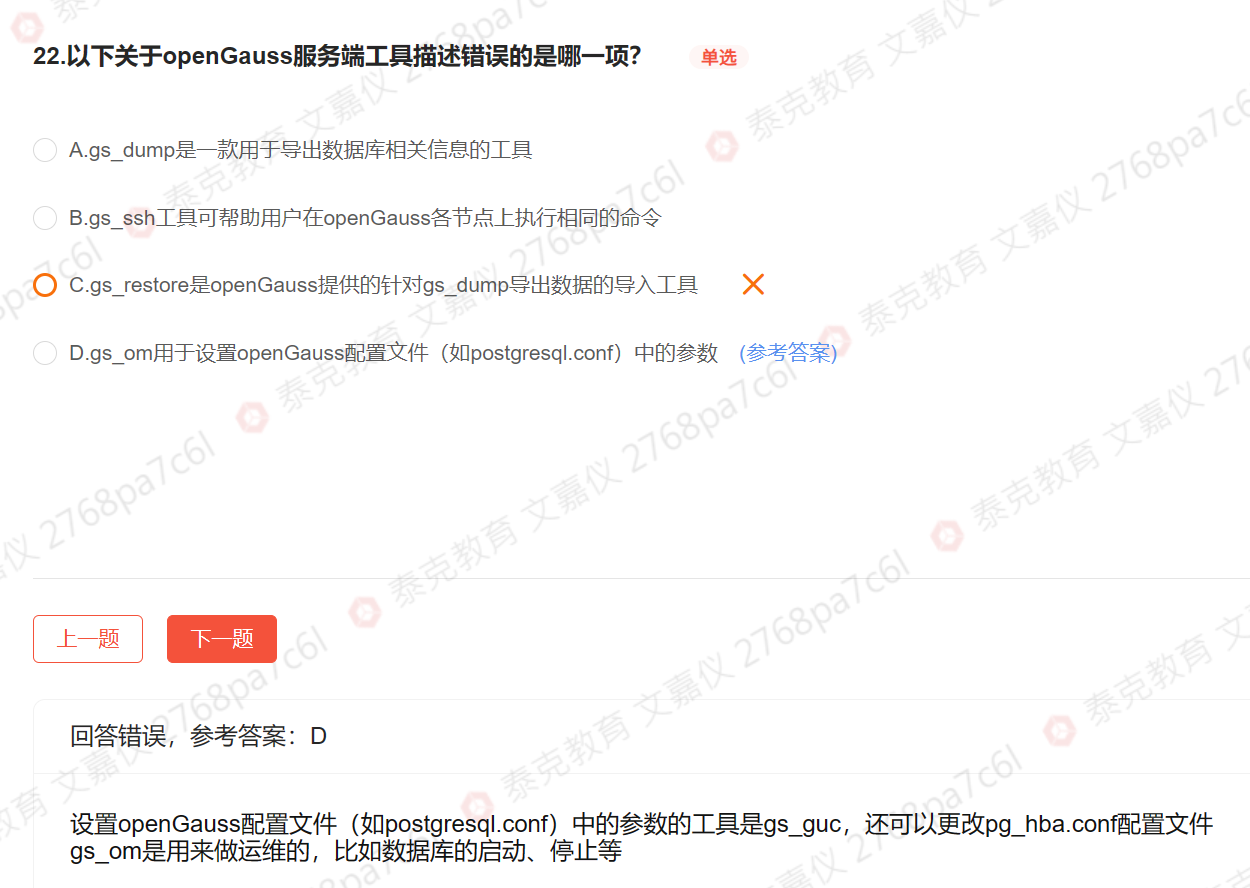 22.以下关于openGauss服务端工具描述错误的是哪一项？ 单选
A.gs_dump是一款用于导出数据库相关信息的工具
B.gs_ssh工具可帮助用户在openGauss各节点上执行相同的命令
C.gs_restore是openGauss提供的针对gs_dump导出数据的导入工具
D.gs_om用于设置openGauss配置文件（如postgresql.conf）中的参数 (参考答案)
上一题 下一题
回答错误，参考答案：D
设置openGauss配置文件（如postgresql.conf）中的参数的工具是gs_guc，还可以更改pg_hba.conf配置文件
gs_om是用来做运维的，比如数据库的启动、停止等
泰克教育 文嘉仪 2768pa7c6l